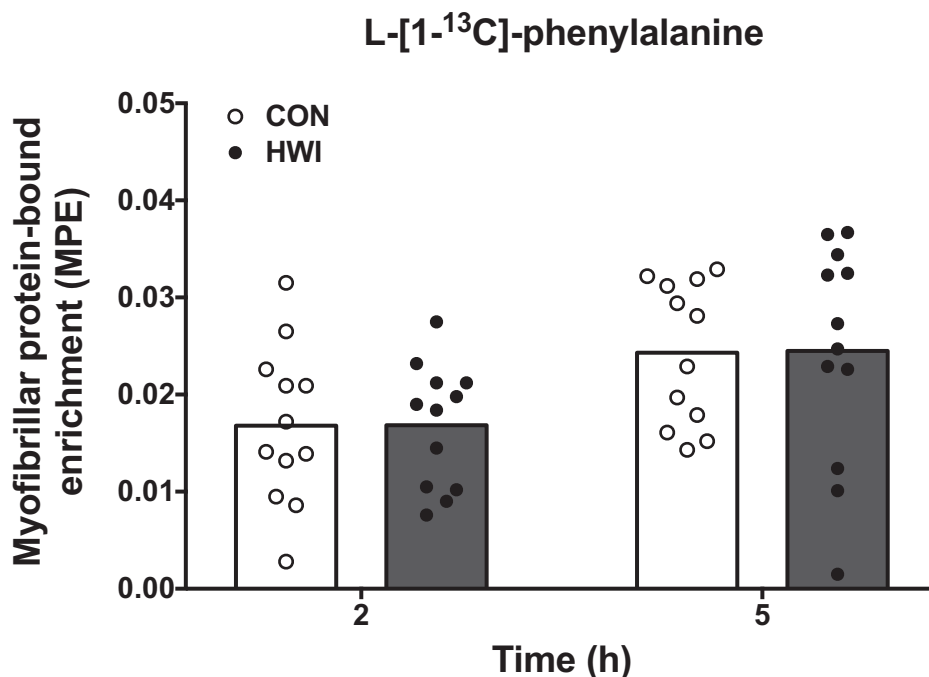 L-[1-¹³C]-phenylalanine
Myofibrillar protein-bound
enrichment (MPE)
0.05
0.04
0.03
0.02
0.01
0.00
CON
HWI
2
5
Time (h)